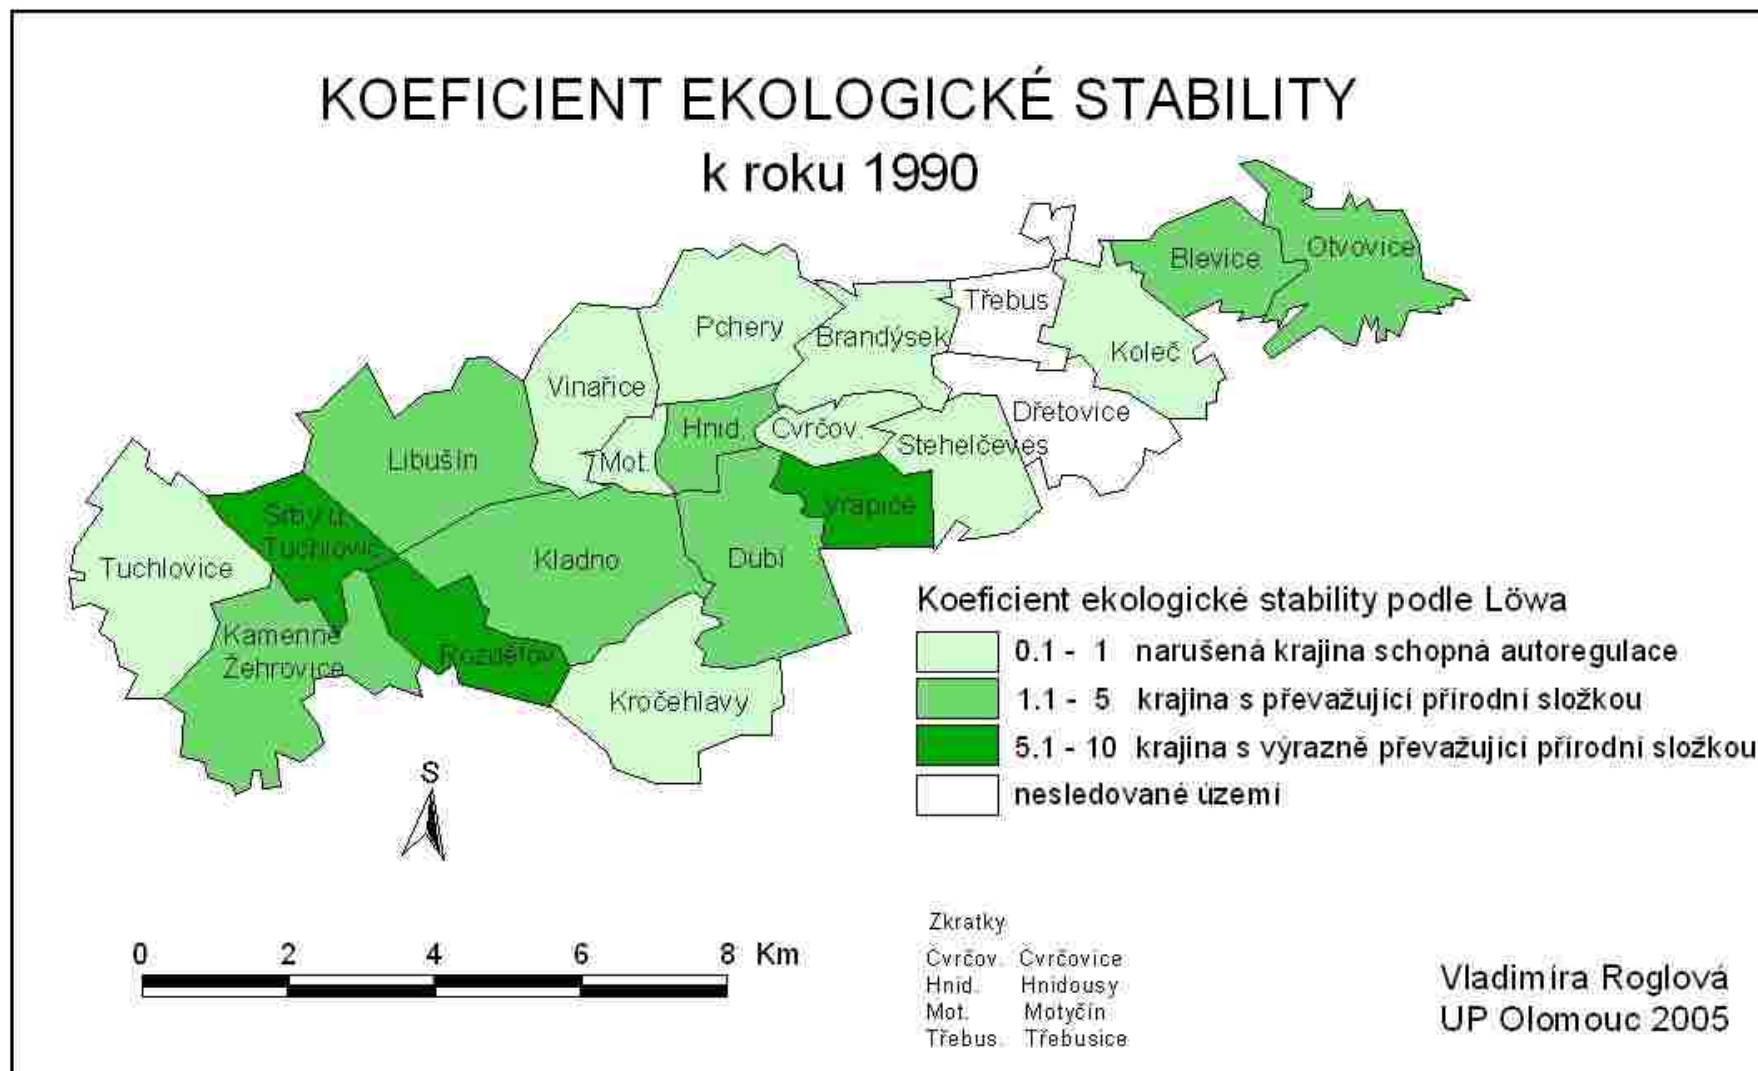 KOEFICIENT EKOLOGICKÉ STABILITY
k roku 1990
Otvovice
Blevice
Třebus
Pchery
Brandýsek
Koleč
Vinařice
Dřetovice
Hnid.
Čvrčov.
Stehelčeves
Libušín
Mot.
Vrapice
Srby u
Tuchlovic
Tuchlovice
Kladno
Dubí
Kamenné
Žehrovice
Rozdělov
Kročehlavy
Koeficient ekologické stability podle Löwa
0.1 - 1 narušená krajina schopná autoregulace
1.1 - 5 krajina s převažující přírodní složkou
5.1 - 10 krajina s výrazně převažující přírodní složkou
nesledované území
S
0 2 4 6 8 Km
Zkratky
Cvrčov. Cvrčovice
Hnid. Hnidousy
Mot. Motyčín
Třebus. Třebusice
Vladimíra Roglová
UP Olomouc 2005